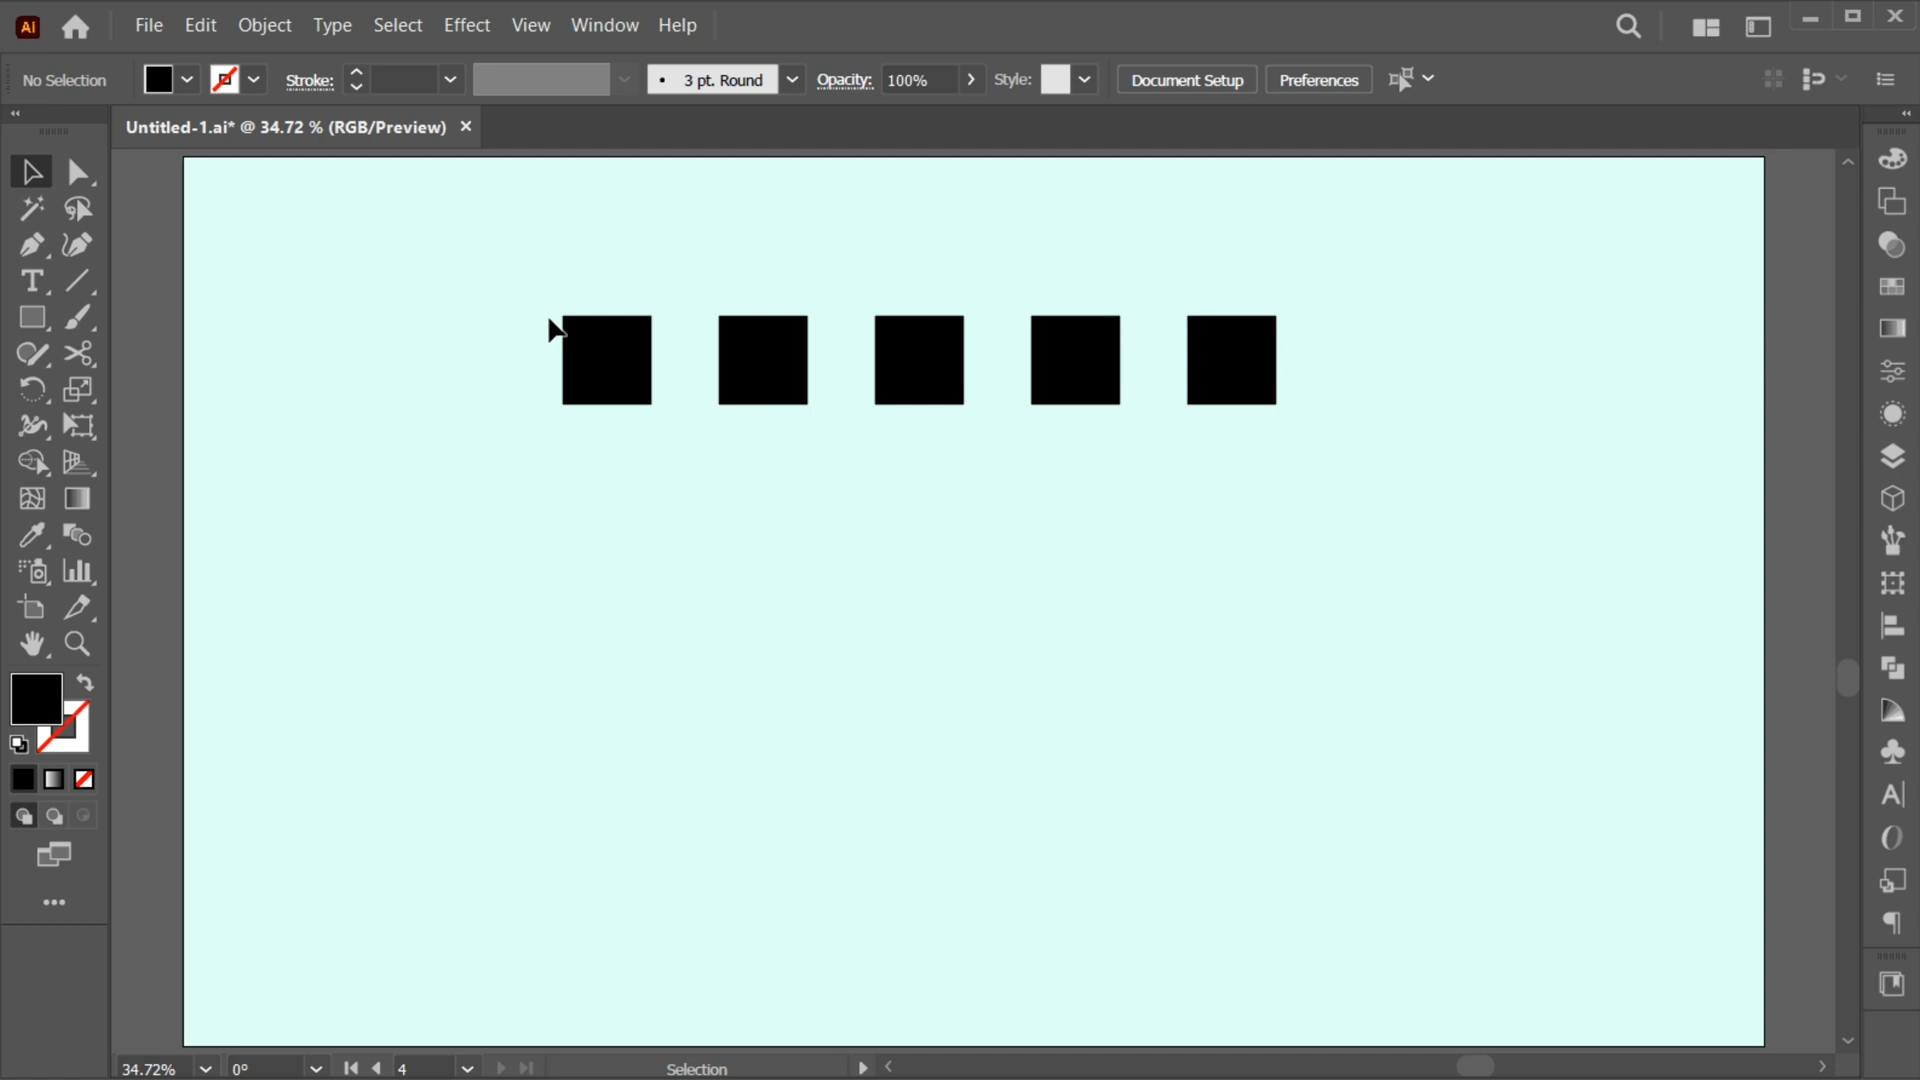 Ai File Edit Object Type Select Effect View Window Help
No Selection Stroke: • 3 pt. Round Opacity: 100% Style: Document Setup Preferences
Untitled-1.ai* @ 34.72 % (RGB/Preview)
34.72% 0° 4 Selection